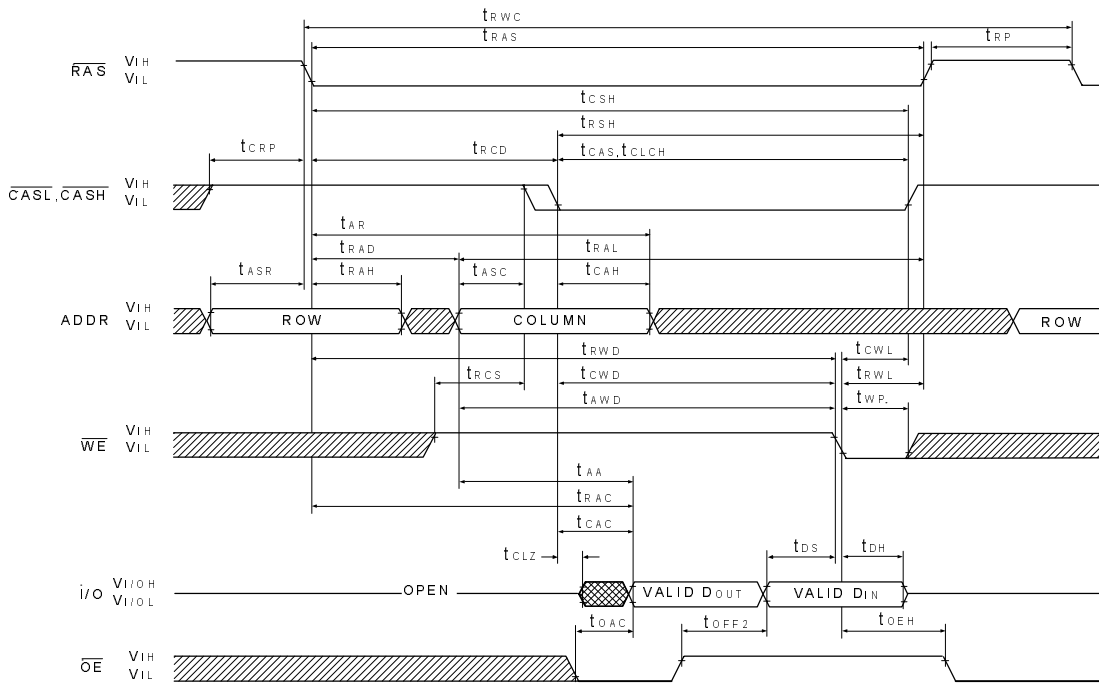 tRWC
tRAS
tRP
RAS VIH
VIL
tCSH
tRSH
tCRP
tRCD
tCAS,tCLCH
CASL,CASH VIH
VIL
tAR
tRAD
tRAL
tASR
tRAH
tASC
tCAH
ADDR VIH
VIL
ROW
COLUMN
ROW
tRWD
tCWL
tRCS
tCWD
tRWL
tAWD
tWP.
WE VIH
VIL
tAA
tRAC
tCAC
tCLZ
tDS
tDH
i/O VI/OH
VI/OL
OPEN
VALID DOUT
VALID DIN
tOAC
tOFF2
tOEH
OE VIH
VIL